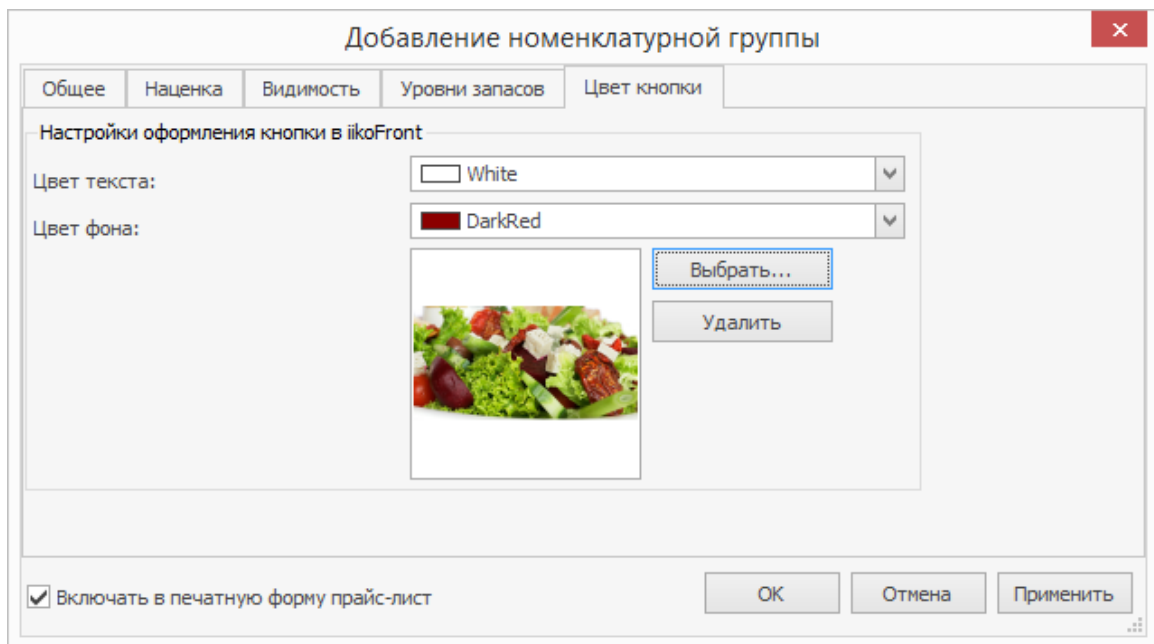 Добавление номенклатурной группы
Общее Наценка Видимость Уровни запасов Цвет кнопки
Настройки оформления кнопки в iikoFront
Цвет текста: White
Цвет фона: DarkRed
Выбрать...
Удалить
Включать в печатную форму прайс-лист OK Отмена Применить